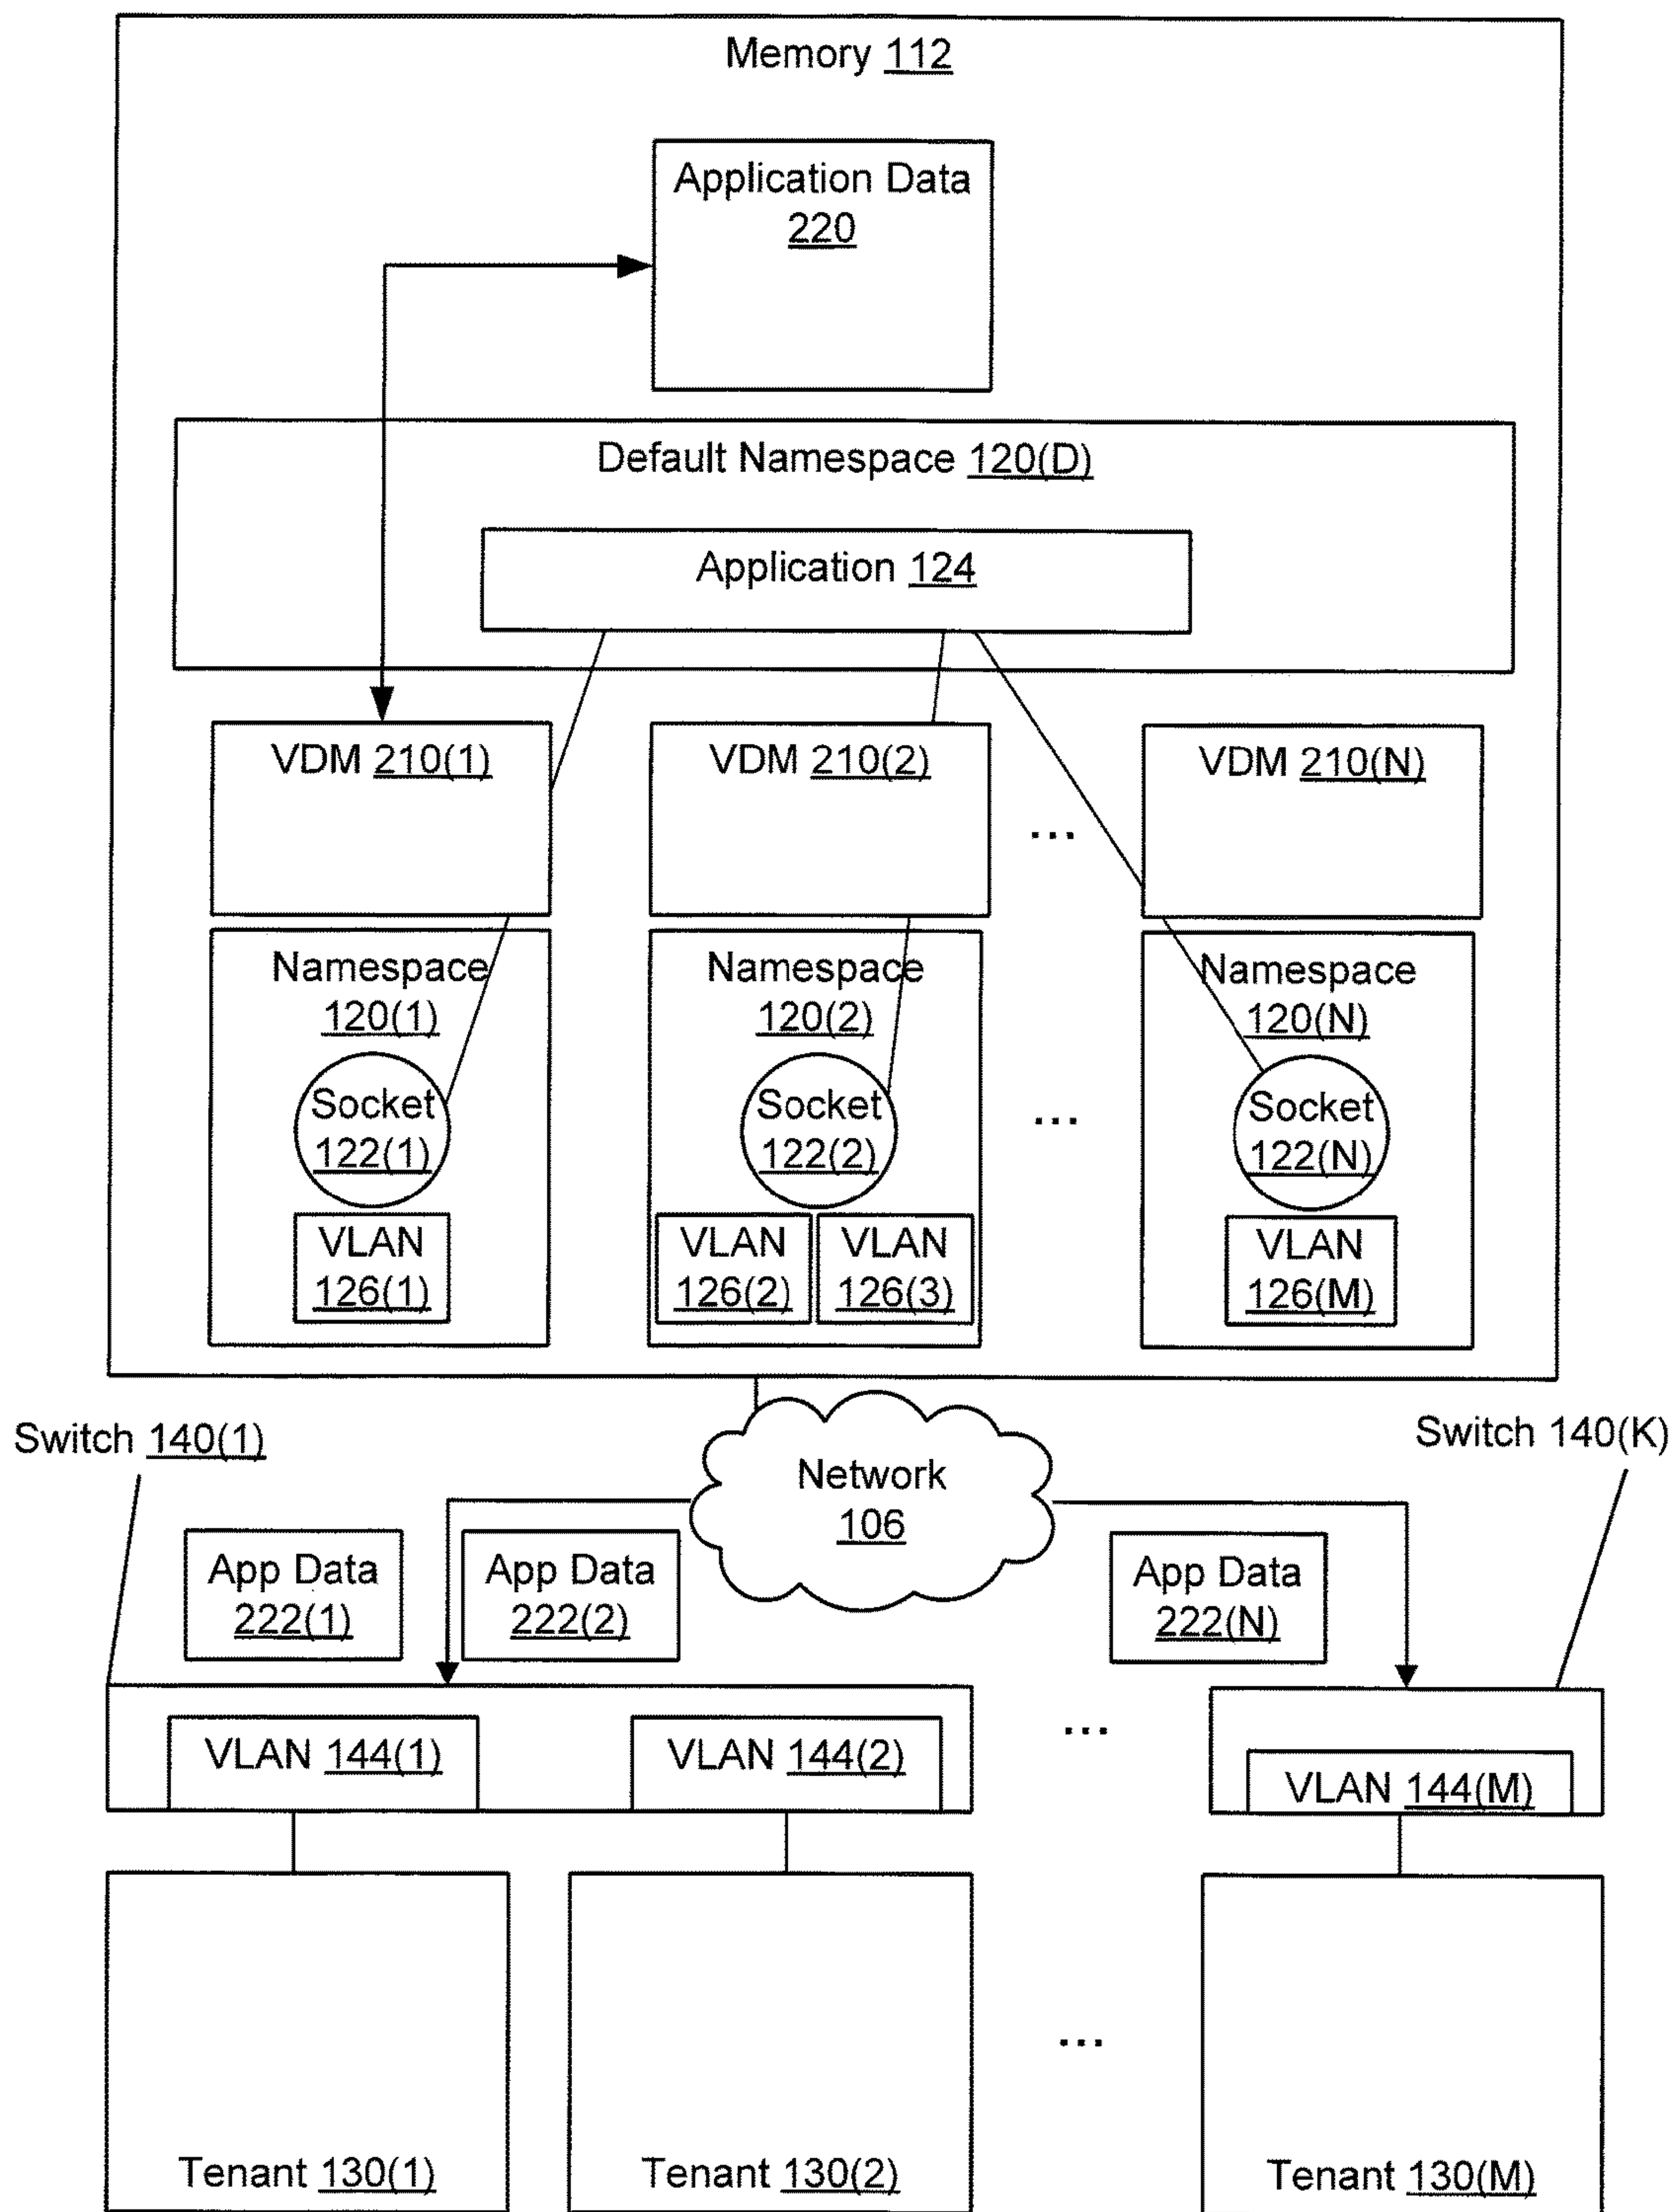 Memory 112
Application Data
220
Default Namespace 120(D)
Application 124
VDM 210(1)
VDM 210(2)
VDM 210(N)
...
Namespace
120(1)
Namespace
120(2)
Namespace
120(N)
Socket
122(1)
Socket
122(2)
...
Socket
122(N)
VLAN
126(1)
VLAN
126(2)
VLAN
126(3)
VLAN
126(M)
Switch 140(1)
Switch 140(K)
Network
106
App Data
222(1)
App Data
222(2)
App Data
222(N)
VLAN 144(1)
VLAN 144(2)
...
VLAN 144(M)
...
Tenant 130(1)
Tenant 130(2)
Tenant 130(M)